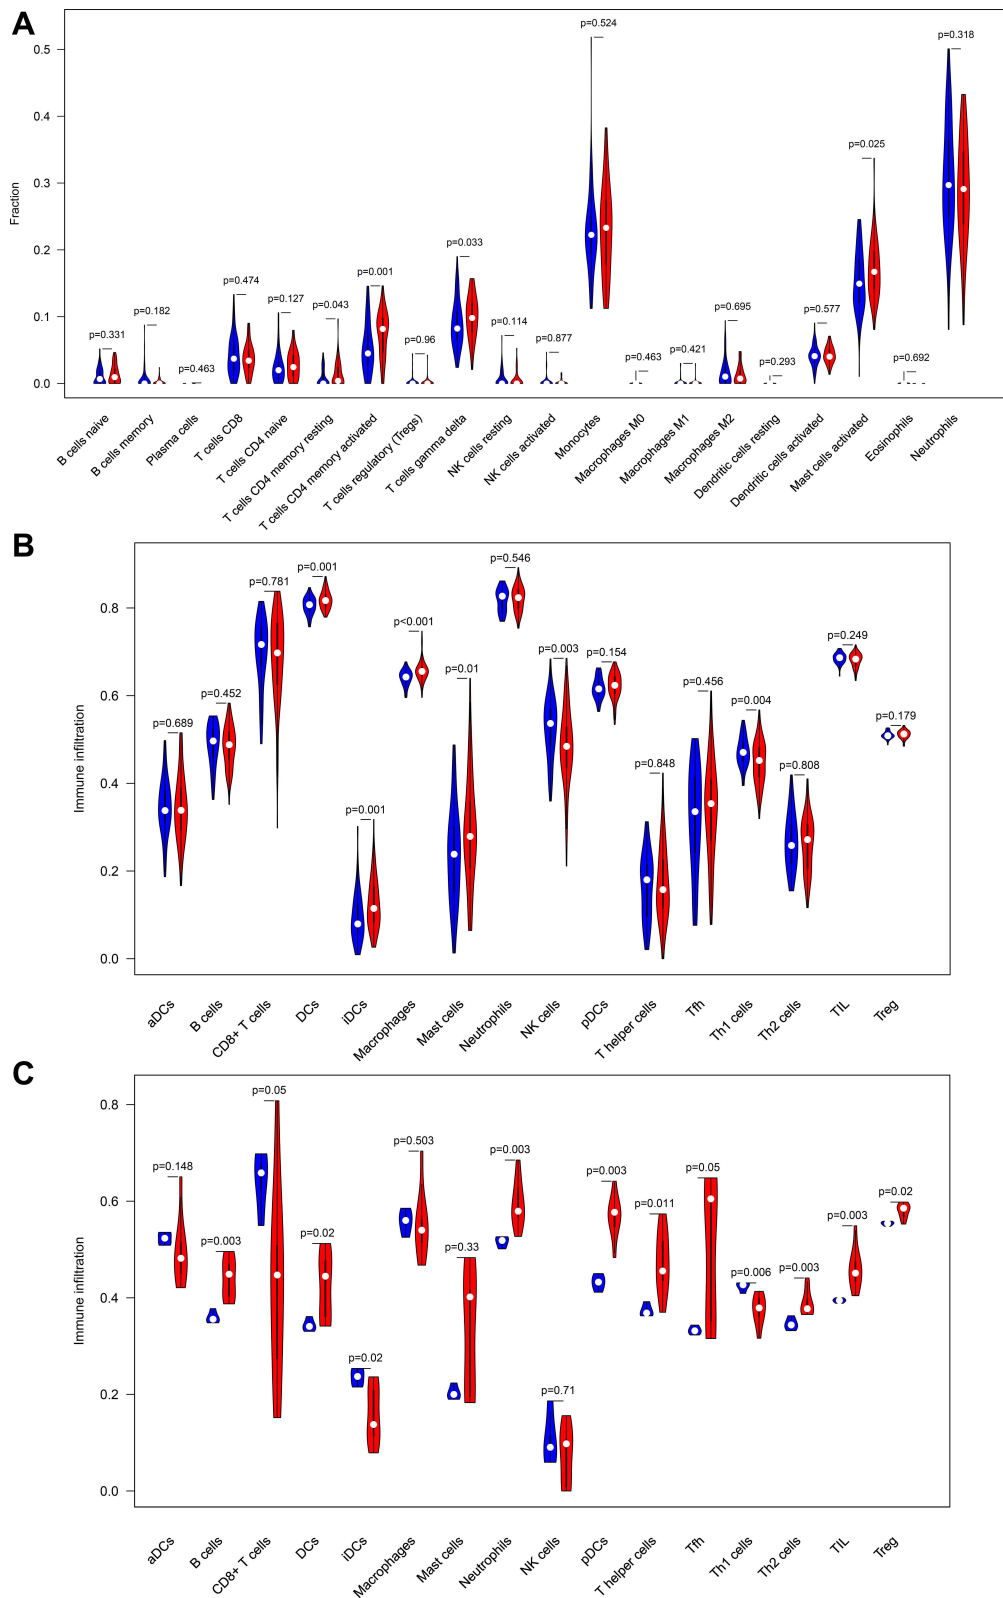 A
Fraction
0.5
0.4
0.3
0.2
0.1
0.0
p=0.331
p=0.182
p=0.463
p=0.474
p=0.127
p=0.043
p=0.001
p=0.96
p=0.033
p=0.114
p=0.877
p=0.524
p=0.463
p=0.421
p=0.695
p=0.293
p=0.577
p=0.025
p=0.692
p=0.318
B cells naive
B cells memory
Plasma cells
T cells CD8
T cells CD4 naive
T cells CD4 memory resting
T cells CD4 memory activated
T cells regulatory (Tregs)
T cells gamma delta
NK cells resting
NK cells activated
Monocytes
Macrophages M0
Macrophages M1
Macrophages M2
Dendritic cells resting
Dendritic cells activated
Mast cells activated
Eosinophils
Neutrophils
B
Immune infiltration
0.8
0.6
0.4
0.2
0.0
p=0.689
p=0.452
p=0.781
p=0.001
p=0.001
p<0.001
p=0.01
p=0.546
p=0.003
p=0.154
p=0.848
p=0.456
p=0.004
p=0.808
p=0.249
p=0.179
aDCs
B cells
CD8+ T cells
DCs
iDCs
Macrophages
Mast cells
Neutrophils
NK cells
pDCs
T helper cells
Tfh
Th1 cells
Th2 cells
TIL
Treg
C
Immune infiltration
0.8
0.6
0.4
0.2
0.0
p=0.148
p=0.003
p=0.05
p=0.02
p=0.02
p=0.503
p=0.33
p=0.003
p=0.71
p=0.003
p=0.011
p=0.05
p=0.006
p=0.003
p=0.003
p=0.02
aDCs
B cells
CD8+ T cells
DCs
iDCs
Macrophages
Mast cells
Neutrophils
NK cells
pDCs
T helper cells
Tfh
Th1 cells
Th2 cells
TIL
Treg